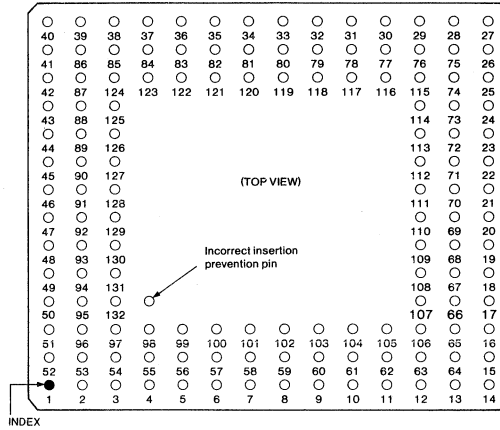 40 39 38 37 36 35 34 33 32 31 30 29 28 27
41 86 85 84 83 82 81 80 79 78 77 76 75 26
42 87 124 123 122 121 120 119 118 117 116 115 74 25
43 88 125 114 73 24
44 89 126 113 72 23
45 90 127 (TOP VIEW) 112 71 22
46 91 128 111 70 21
47 92 129 110 69 20
48 93 130 Incorrect insertion 109 68 19
49 94 131 prevention pin 108 67 18
50 95 132 107 66 17
51 96 97 98 99 100 101 102 103 104 105 106 65 16
52 53 54 55 56 57 58 59 60 61 62 63 64 15
1 2 3 4 5 6 7 8 9 10 11 12 13 14
INDEX